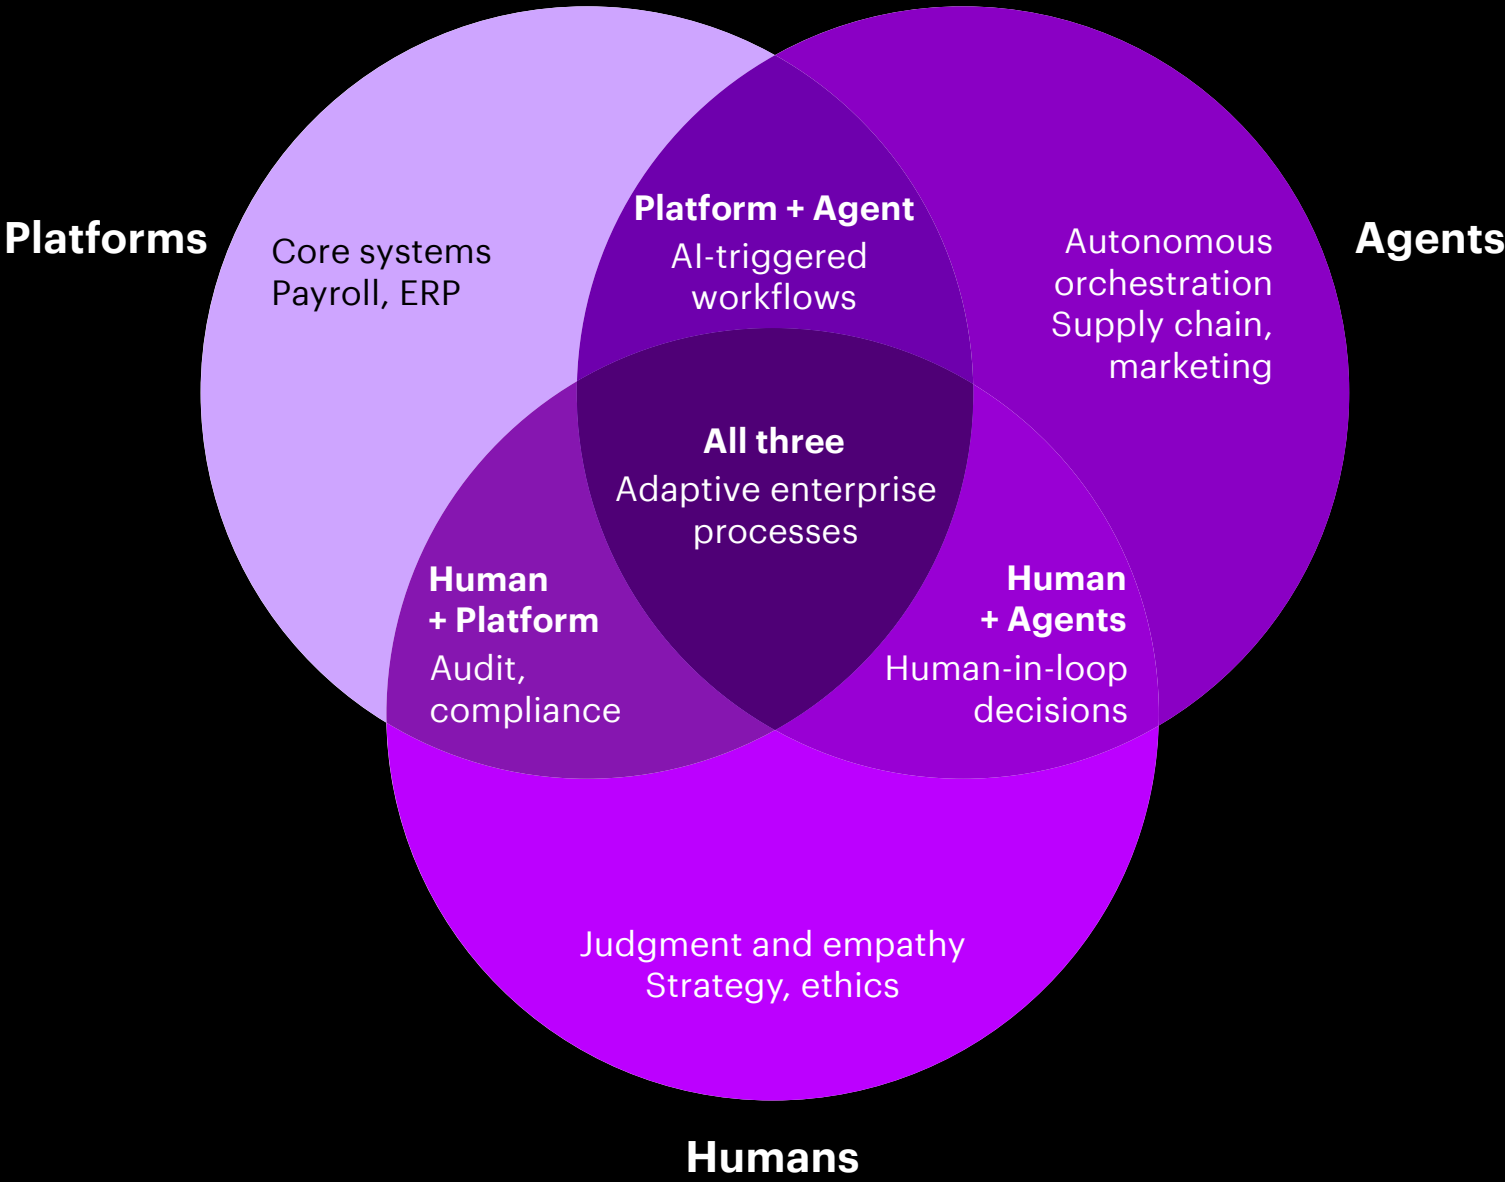 Platforms
Core systems
Payroll, ERP
Platform + Agent
AI-triggered
workflows
Autonomous
orchestration
Supply chain,
marketing
Agents
All three
Adaptive enterprise
processes
Human
+ Platform
Audit,
compliance
Human
+ Agents
Human-in-loop
decisions
Judgment and empathy
Strategy, ethics
Humans